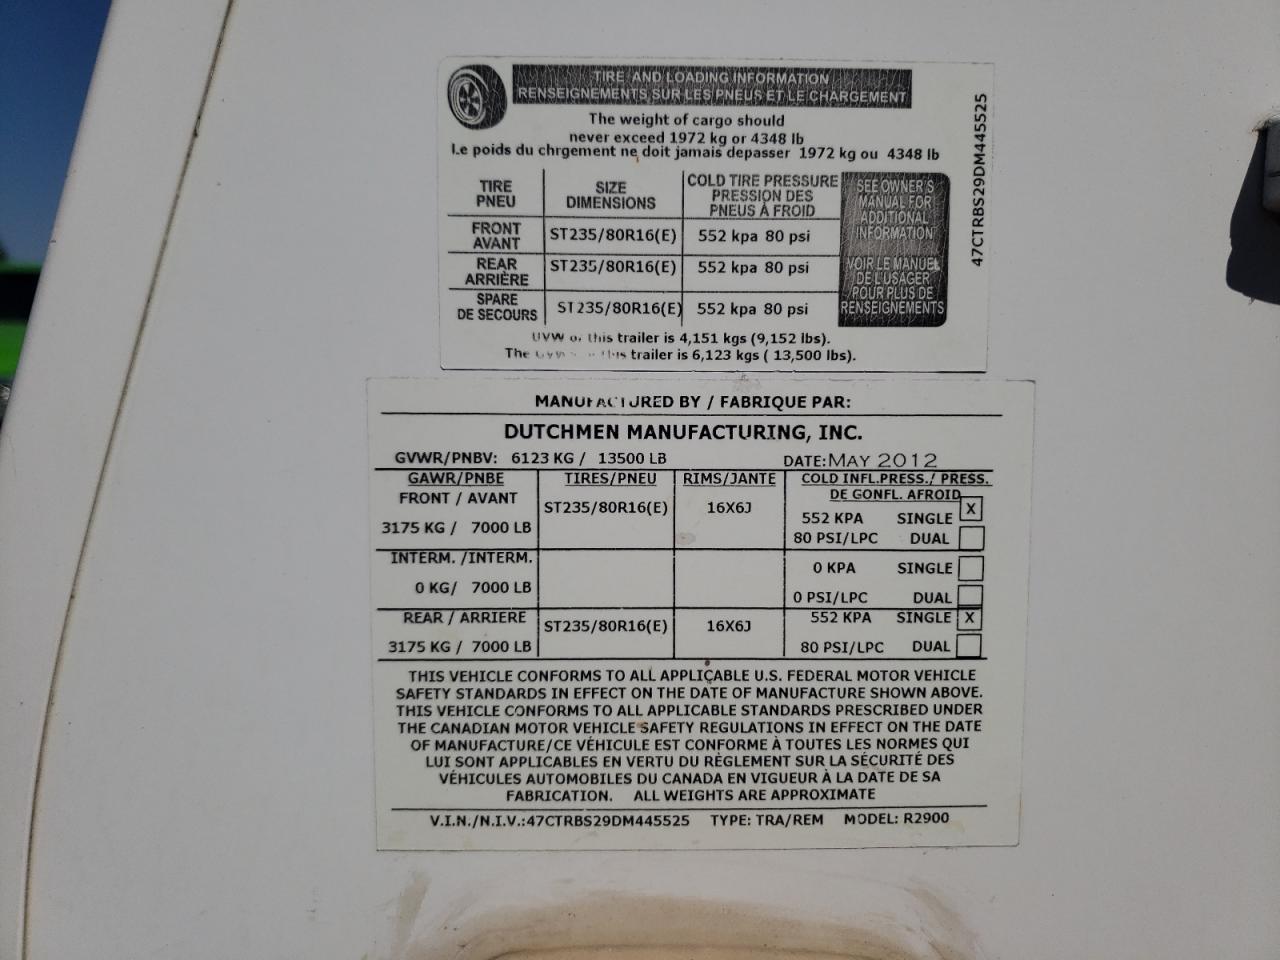 TIRE AND LOADING INFORMATION
RENSEIGNEMENTS SUR LES PNEUS ET LE CHARGEMENT
The weight of cargo should
never exceed 1972 kg or 4348 lb
Le poids du chrgement ne doit jamais depasser 1972 kg ou 4348 lb
TIRE PNEU
SIZE DIMENSIONS
COLD TIRE PRESSURE PRESSION DES PNEUS À FROID
SEE OWNER'S MANUAL FOR ADDITIONAL INFORMATION
VOIR LE MANUEL DE L'USAGER POUR PLUS DE RENSEIGNEMENTS
FRONT AVANT ST235/80R16(E) 552 kpa 80 psi
REAR ARRIÈRE ST235/80R16(E) 552 kpa 80 psi
SPARE DE SECOURS ST235/80R16(E) 552 kpa 80 psi
UVW of this trailer is 4,151 kgs (9,152 lbs).
The this trailer is 6,123 kgs ( 13,500 lbs).
47CTRBS29DM445525
MANUFACTURED BY / FABRIQUE PAR:
DUTCHMEN MANUFACTURING, INC.
GVWR/PNBV: 6123 KG / 13500 LB DATE: MAY 2012
GAWR/PNBE TIRES/PNEU RIMS/JANTE COLD INFL.PRESS./ PRESS.
DE GONFL. AFROID
FRONT / AVANT ST235/80R16(E) 16X6J 552 KPA SINGLE X
3175 KG / 7000 LB 80 PSI/LPC DUAL
INTERM. /INTERM. 0 KPA SINGLE
0 KG/ 7000 LB 0 PSI/LPC DUAL
REAR / ARRIERE ST235/80R16(E) 16X6J 552 KPA SINGLE X
3175 KG / 7000 LB 80 PSI/LPC DUAL
THIS VEHICLE CONFORMS TO ALL APPLICABLE U.S. FEDERAL MOTOR VEHICLE
SAFETY STANDARDS IN EFFECT ON THE DATE OF MANUFACTURE SHOWN ABOVE.
THIS VEHICLE CONFORMS TO ALL APPLICABLE STANDARDS PRESCRIBED UNDER
THE CANADIAN MOTOR VEHICLE SAFETY REGULATIONS IN EFFECT ON THE DATE
OF MANUFACTURE/CE VÉHICULE EST CONFORME À TOUTES LES NORMES QUI
LUI SONT APPLICABLES EN VERTU DU RÈGLEMENT SUR LA SÉCURITÉ DES
VÉHICULES AUTOMOBILES DU CANADA EN VIGUEUR À LA DATE DE SA
FABRICATION. ALL WEIGHTS ARE APPROXIMATE
V.I.N./N.I.V.:47CTRBS29DM445525 TYPE: TRA/REM MODEL: R2900